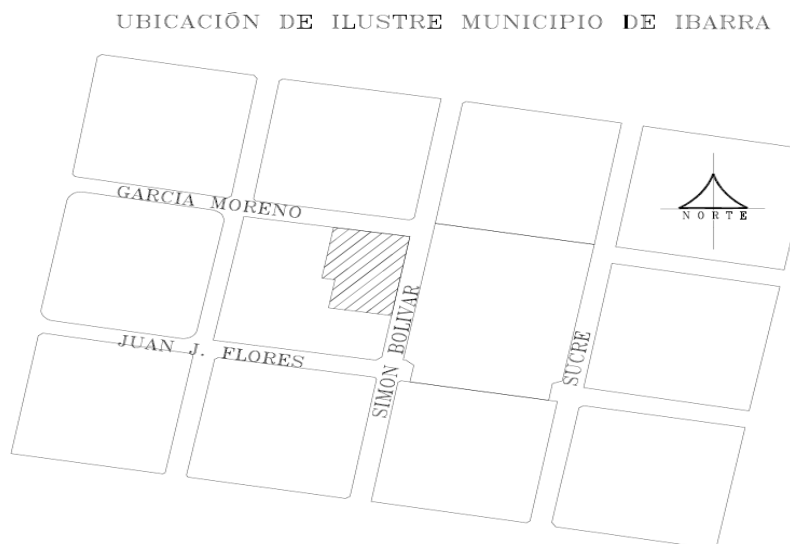 UBICACIÓN DE ILUSTRE MUNICIPIO DE IBARRA
GARCIA MORENO
NORTE
JUAN J. FLORES
SIMON BOLIVAR
SUCRE